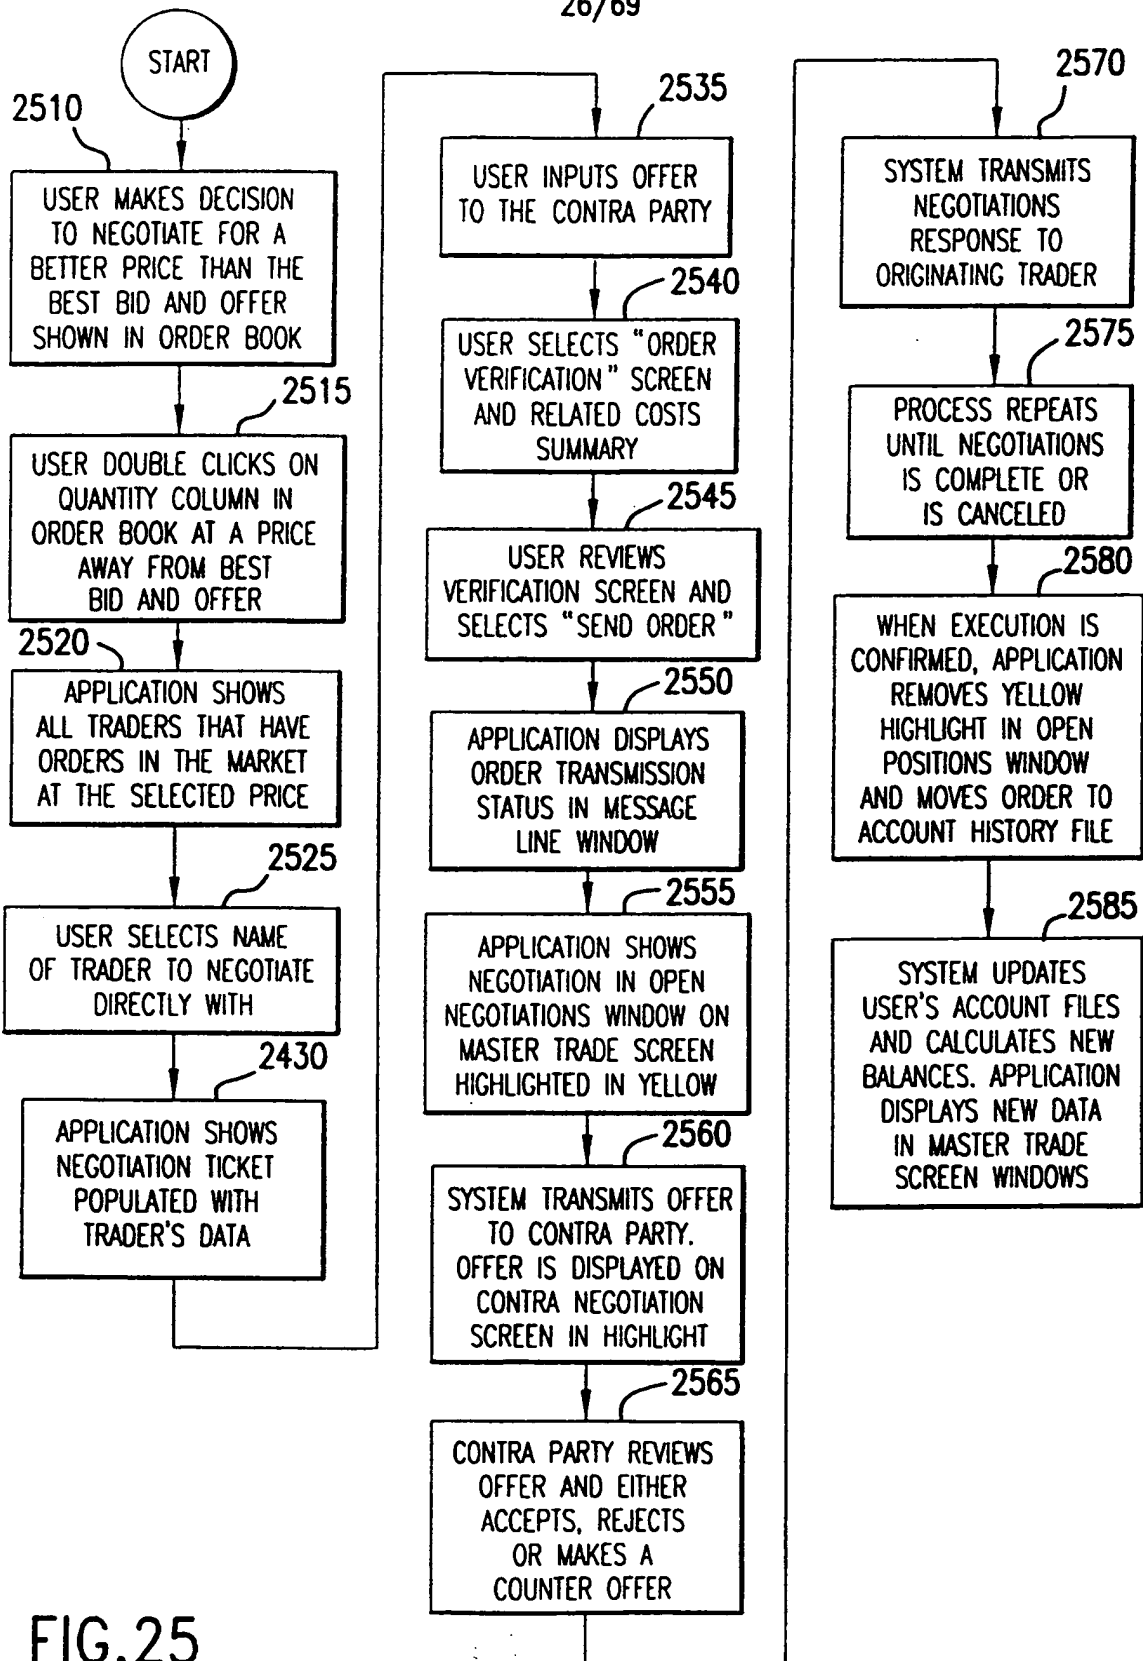 26/69
START
2510
USER MAKES DECISION
TO NEGOTIATE FOR A
BETTER PRICE THAN THE
BEST BID AND OFFER
SHOWN IN ORDER BOOK
2515
USER DOUBLE CLICKS ON
QUANTITY COLUMN IN
ORDER BOOK AT A PRICE
AWAY FROM BEST
BID AND OFFER
2520
APPLICATION SHOWS
ALL TRADERS THAT HAVE
ORDERS IN THE MARKET
AT THE SELECTED PRICE
2525
USER SELECTS NAME
OF TRADER TO NEGOTIATE
DIRECTLY WITH
2430
APPLICATION SHOWS
NEGOTIATION TICKET
POPULATED WITH
TRADER'S DATA
2535
USER INPUTS OFFER
TO THE CONTRA PARTY
2540
USER SELECTS "ORDER
VERIFICATION" SCREEN
AND RELATED COSTS
SUMMARY
2545
USER REVIEWS
VERIFICATION SCREEN AND
SELECTS "SEND ORDER"
2550
APPLICATION DISPLAYS
ORDER TRANSMISSION
STATUS IN MESSAGE
LINE WINDOW
2555
APPLICATION SHOWS
NEGOTIATION IN OPEN
NEGOTIATIONS WINDOW ON
MASTER TRADE SCREEN
HIGHLIGHTED IN YELLOW
2560
SYSTEM TRANSMITS OFFER
TO CONTRA PARTY.
OFFER IS DISPLAYED ON
CONTRA NEGOTIATION
SCREEN IN HIGHLIGHT
2565
CONTRA PARTY REVIEWS
OFFER AND EITHER
ACCEPTS, REJECTS
OR MAKES A
COUNTER OFFER
2570
SYSTEM TRANSMITS
NEGOTIATIONS
RESPONSE TO
ORIGINATING TRADER
2575
PROCESS REPEATS
UNTIL NEGOTIATIONS
IS COMPLETE OR
IS CANCELED
2580
WHEN EXECUTION IS
CONFIRMED, APPLICATION
REMOVES YELLOW
HIGHLIGHT IN OPEN
POSITIONS WINDOW
AND MOVES ORDER TO
ACCOUNT HISTORY FILE
2585
SYSTEM UPDATES
USER'S ACCOUNT FILES
AND CALCULATES NEW
BALANCES. APPLICATION
DISPLAYS NEW DATA
IN MASTER TRADE
SCREEN WINDOWS
FIG.25